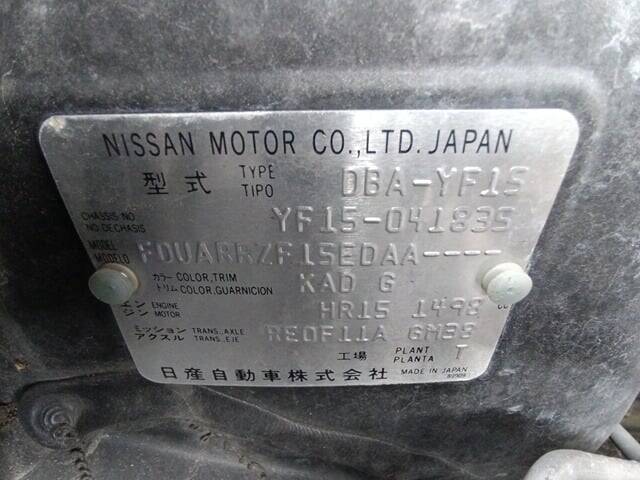 NISSAN MOTOR CO.,LTD. JAPAN
型式 TYPE TIPO DBA-YF15
CHASSIS NO NO.DECHASIS YF15-041835
MODEL MODELO FDUARRZF15EDAA----
カラー COLOR,TRIM トリム COLOR,GUARNICION KAD G
エンジン ENGINE MOTOR HR15 1498 cc
ミッション TRANS.,AXLE アクスル TRANS.,EJE RE0F11A GM38
工場 PLANT PLANTA T
日産自動車株式会社 MADE IN JAPAN